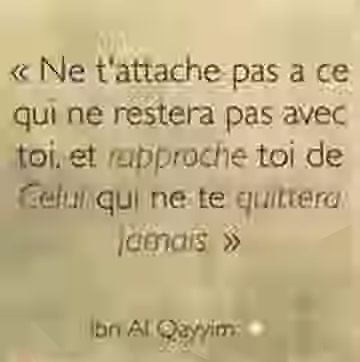 « Ne t'attache pas a ce
qui ne restera pas avec
toi. et rapproche toi de
Celui qui ne te quittera
jamais »
Ibn Al Qayyim